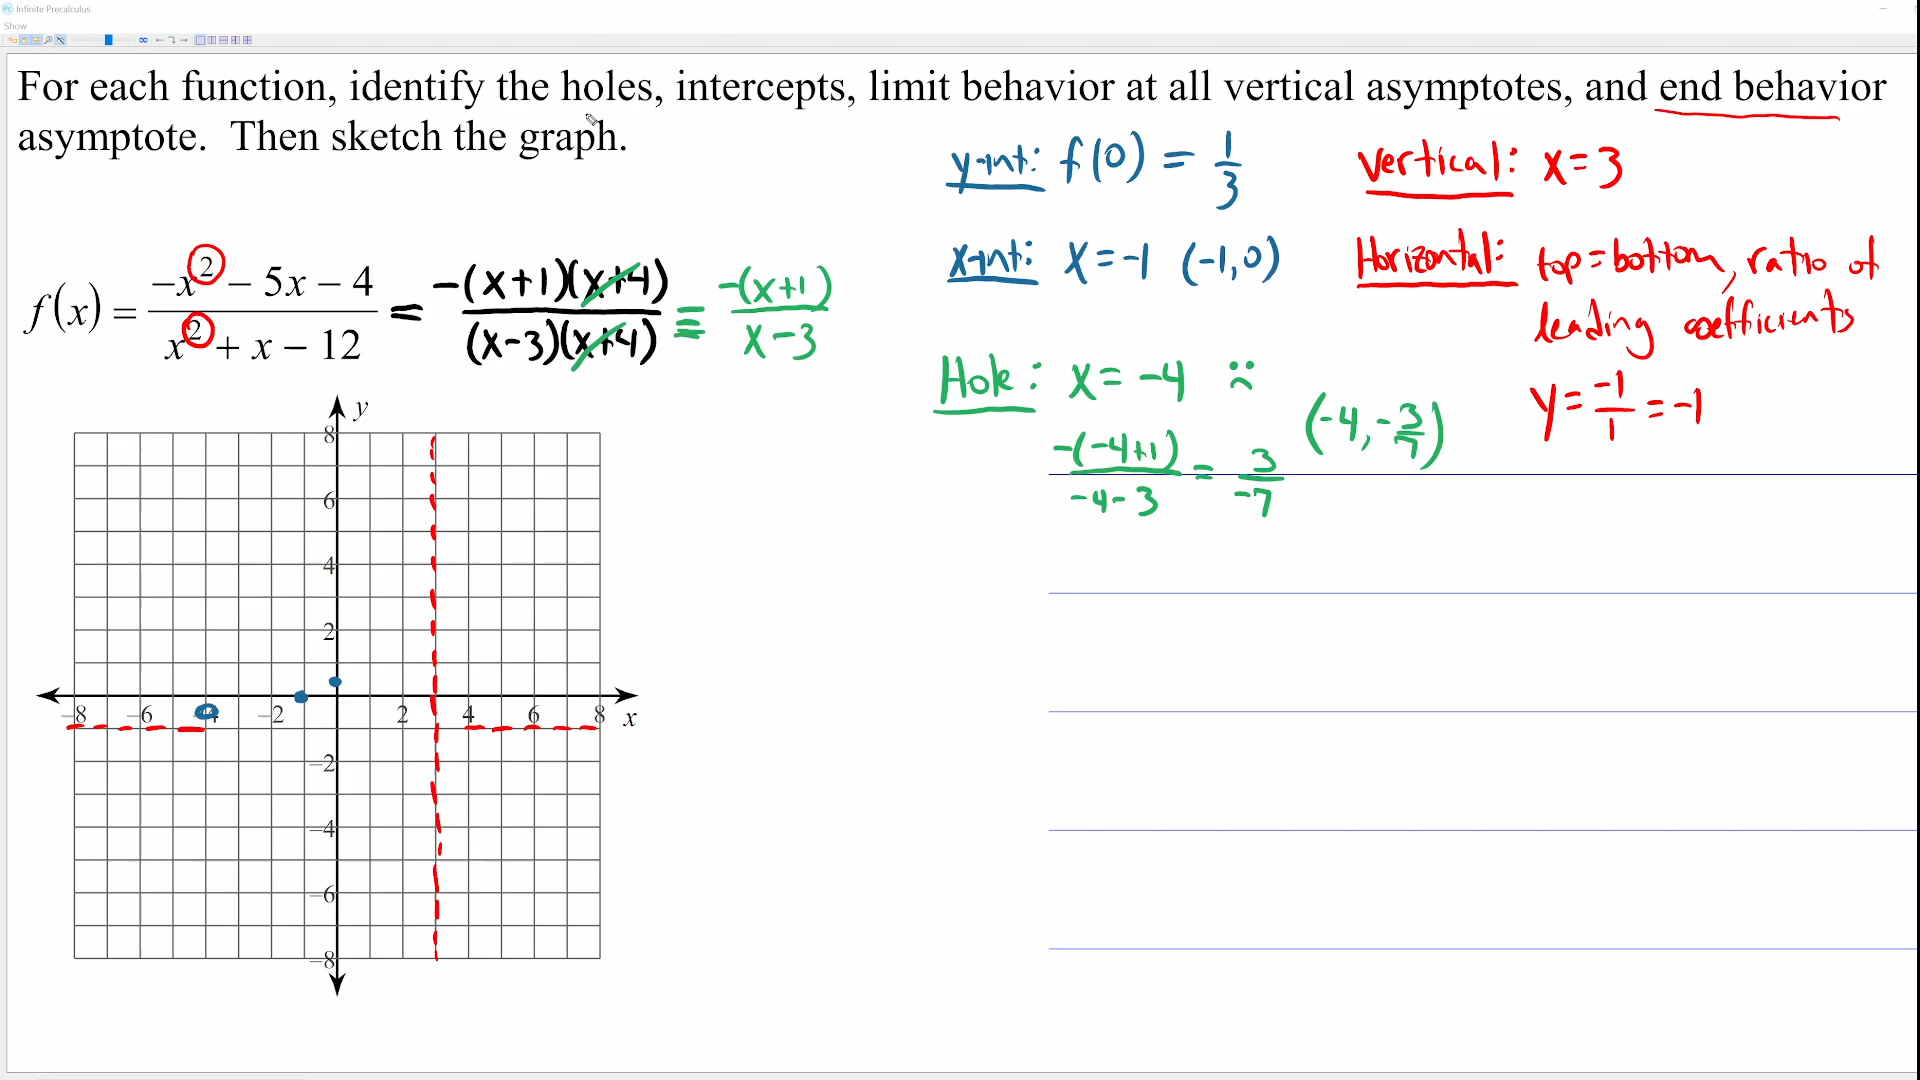 Infinite Precalculus
Show
For each function, identify the holes, intercepts, limit behavior at all vertical asymptotes, and end behavior
asymptote. Then sketch the graph.
f(x) = (-x² - 5x - 4)/(x² + x - 12) = -(x+1)(x+4)/((x-3)(x+4)) ≡ -(x+1)/(x-3)
y-int: f(0) = 1/3
x-int: x = -1 (-1,0)
Hole: x = -4 :(
-(-4+1)/(-4-3) = 3/-7
(-4, -3/7)
vertical: x=3
Horizontal: top=bottom, ratio of
leading coefficients
y = -1/1 = -1
y
8
6
4
2
-8 -6 -4 -2 2 4 6 8 x
-2
-4
-6
-8